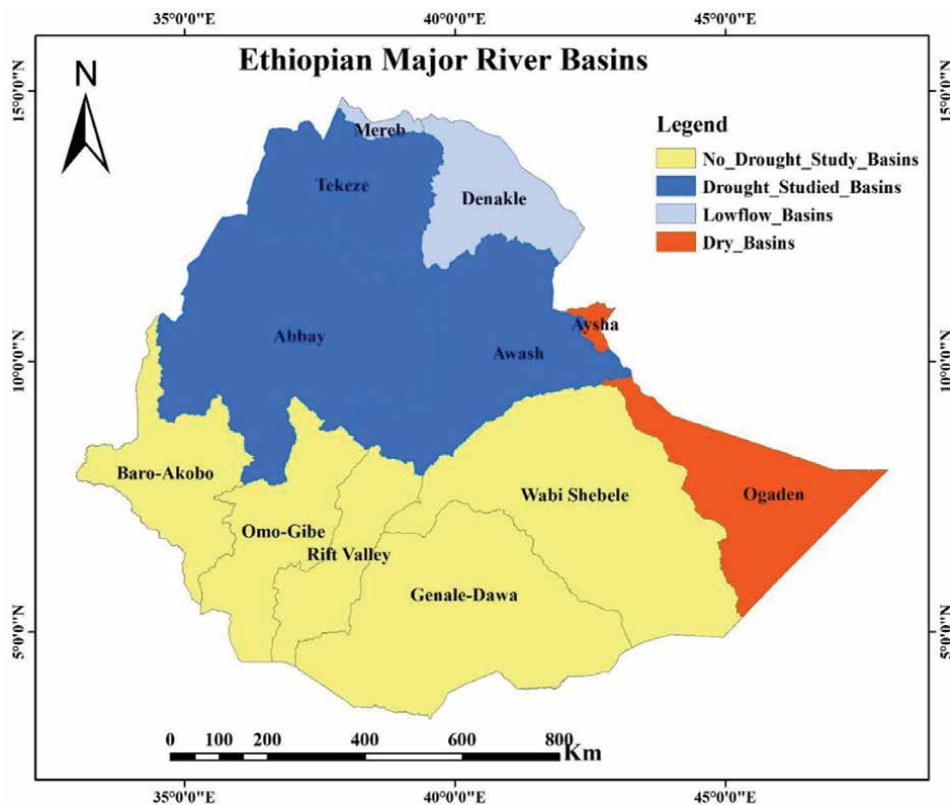 35°0'0"E 40°0'0"E 45°0'0"E
Ethiopian Major River Basins
N
15°0'0"N 15°0'0"N
Legend
No_Drought_Study_Basins
Drought_Studied_Basins
Lowflow_Basins
Dry_Basins
Mereb
Tekeze
Denakle
Aysha
Abbay
Awash
10°0'0"N 10°0'0"N
Baro-Akobo
Wabi Shebele
Ogaden
Omo-Gibe
Rift Valley
Genale-Dawa
5°0'0"N 5°0'0"N
0 100 200 400 600 800
Km
35°0'0"E 40°0'0"E 45°0'0"E